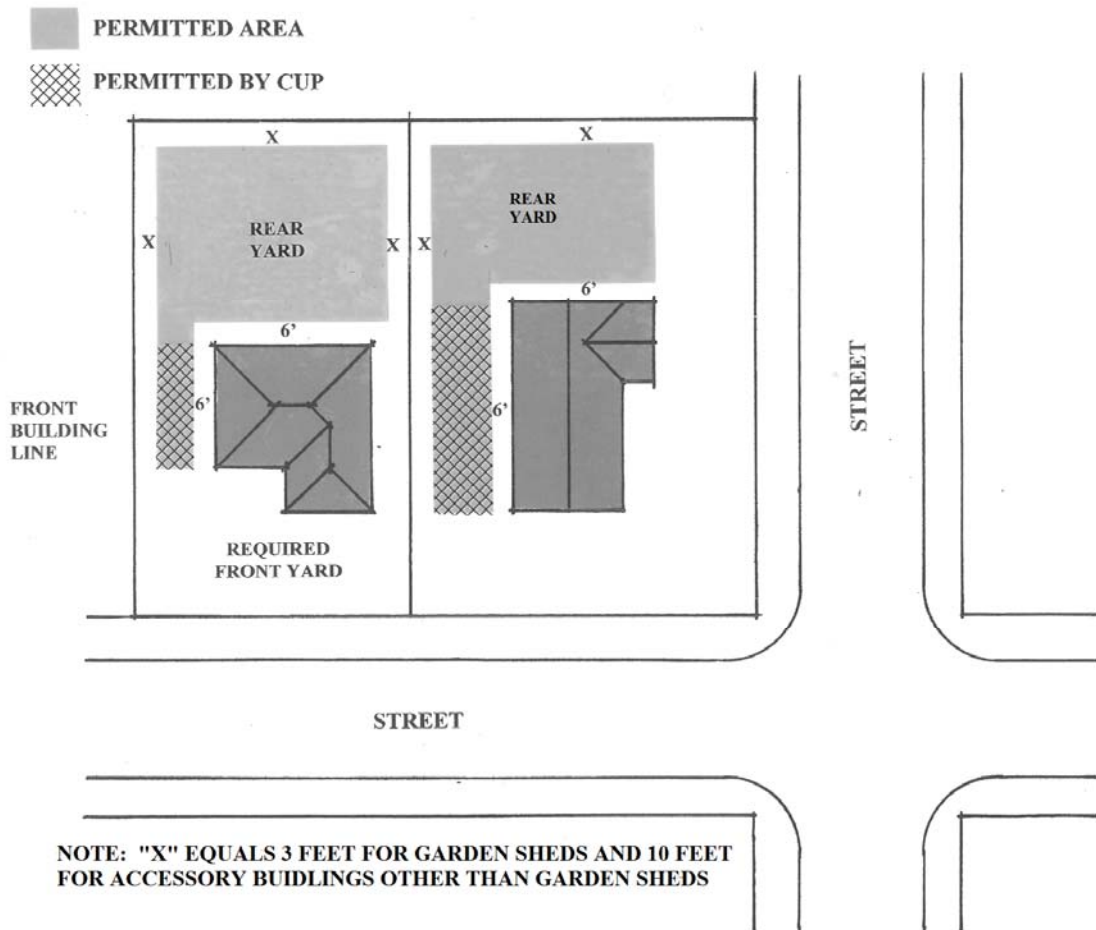 PERMITTED AREA
PERMITTED BY CUP
X
X
REAR
YARD
REAR
YARD
X
X
X
6'
6'
6'
6'
FRONT
BUILDING
LINE
STREET
REQUIRED
FRONT YARD
STREET
NOTE: "X" EQUALS 3 FEET FOR GARDEN SHEDS AND 10 FEET
FOR ACCESSORY BUIDLINGS OTHER THAN GARDEN SHEDS